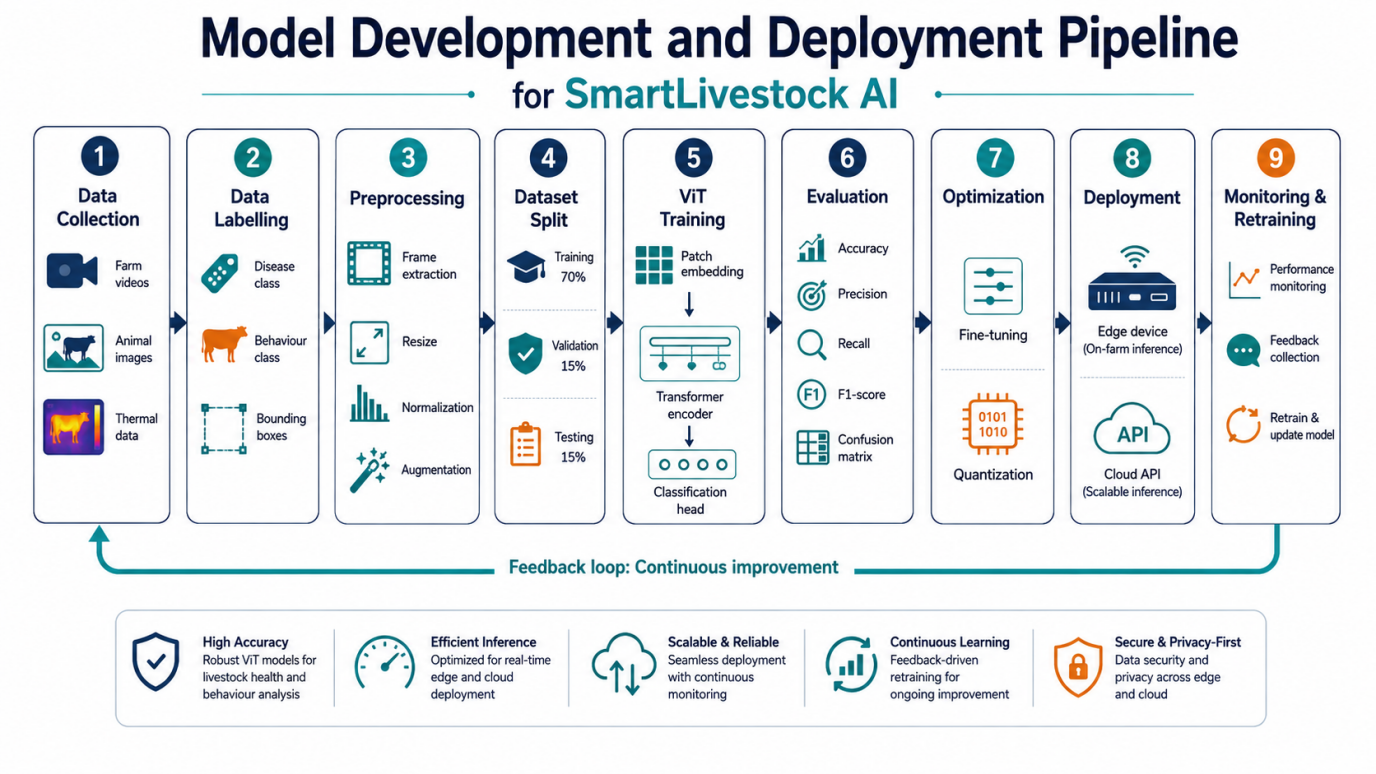 Model Development and Deployment Pipeline
for SmartLivestock AI
1
Data
Collection
Farm
videos
Animal
images
Thermal
data
2
Data
Labelling
Disease
class
Behaviour
class
Bounding
boxes
3
Preprocessing
Frame
extraction
Resize
Normalization
Augmentation
4
Dataset
Split
Training
70%
Validation
15%
Testing
15%
5
ViT
Training
Patch
embedding
Transformer
encoder
Classification
head
6
Evaluation
Accuracy
Precision
Recall
F1
F1-score
Confusion
matrix
7
Optimization
Fine-tuning
0101
1010
Quantization
8
Deployment
Edge device
(On-farm inference)
API
Cloud API
(Scalable inference)
9
Monitoring &
Retraining
Performance
monitoring
Feedback
collection
Retrain &
update model
Feedback loop: Continuous improvement
High Accuracy
Robust ViT models for
livestock health and
behaviour analysis
Efficient Inference
Optimized for real-time
edge and cloud
deployment
Scalable & Reliable
Seamless deployment
with continuous
monitoring
Continuous Learning
Feedback-driven
retraining for
ongoing improvement
Secure & Privacy-First
Data security and
privacy across edge
and cloud